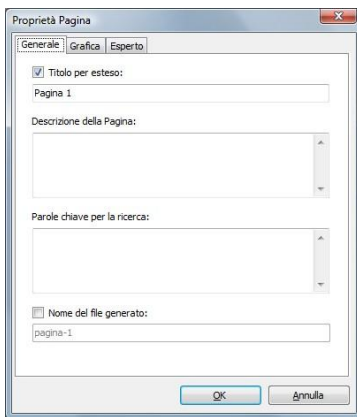 Proprietà Pagina
Generale Grafica Esperto
Titolo per esteso:
Pagina 1
Descrizione della Pagina:
Parole chiave per la ricerca:
Nome del file generato:
pagina-1
OK Annulla